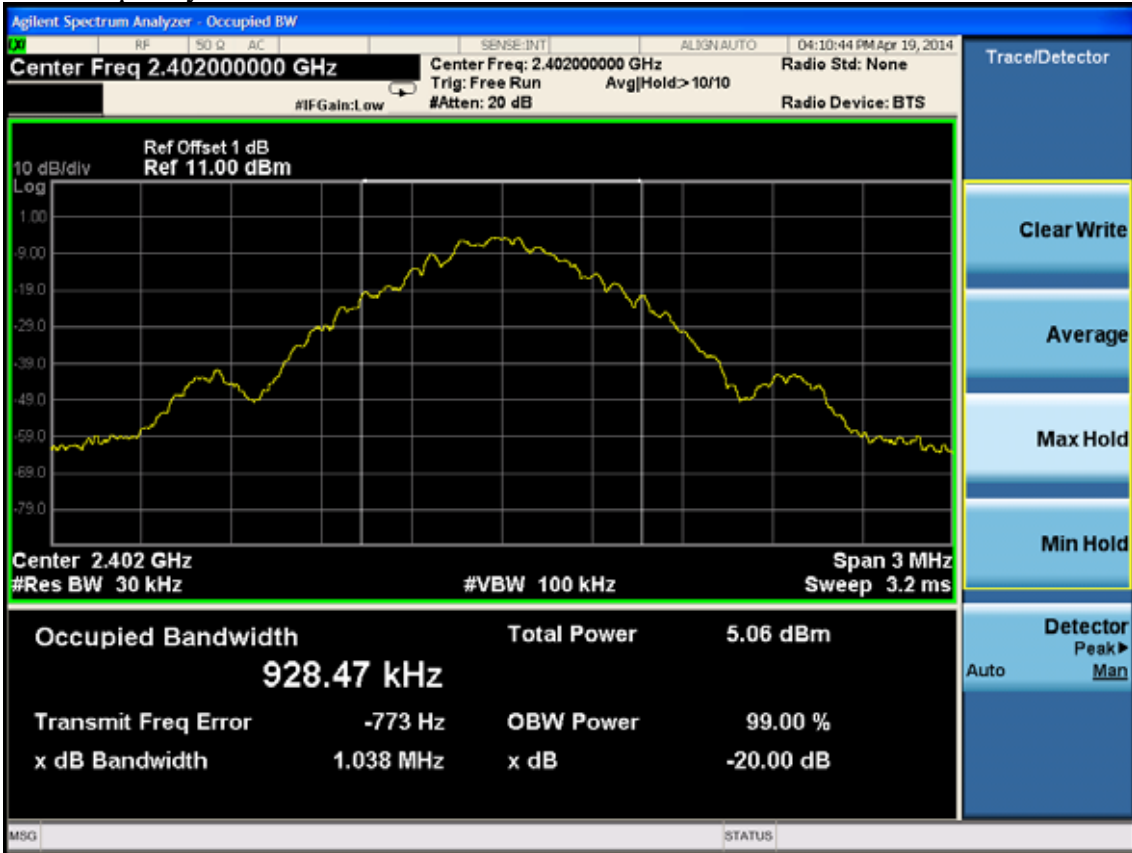 Agilent Spectrum Analyzer - Occupied BW
LXI RF 50 Ω AC SENSE:INT ALIGN AUTO 04:10:44 PM Apr 19, 2014
Center Freq 2.402000000 GHz
Center Freq: 2.402000000 GHz
Radio Std: None
Trig: Free Run Avg|Hold:> 10/10
#IFGain:Low
#Atten: 20 dB
Radio Device: BTS
Trace/Detector
Ref Offset 1 dB
10 dB/div Ref 11.00 dBm
Log
1.00
-9.00
-19.0
-29.0
-39.0
-49.0
-59.0
-69.0
-79.0
Center 2.402 GHz Span 3 MHz
#Res BW 30 kHz #VBW 100 kHz Sweep 3.2 ms
Occupied Bandwidth Total Power 5.06 dBm
928.47 kHz
Transmit Freq Error -773 Hz OBW Power 99.00 %
x dB Bandwidth 1.038 MHz x dB -20.00 dB
Clear Write
Average
Max Hold
Min Hold
Detector
Peak►
Auto Man
MSG STATUS